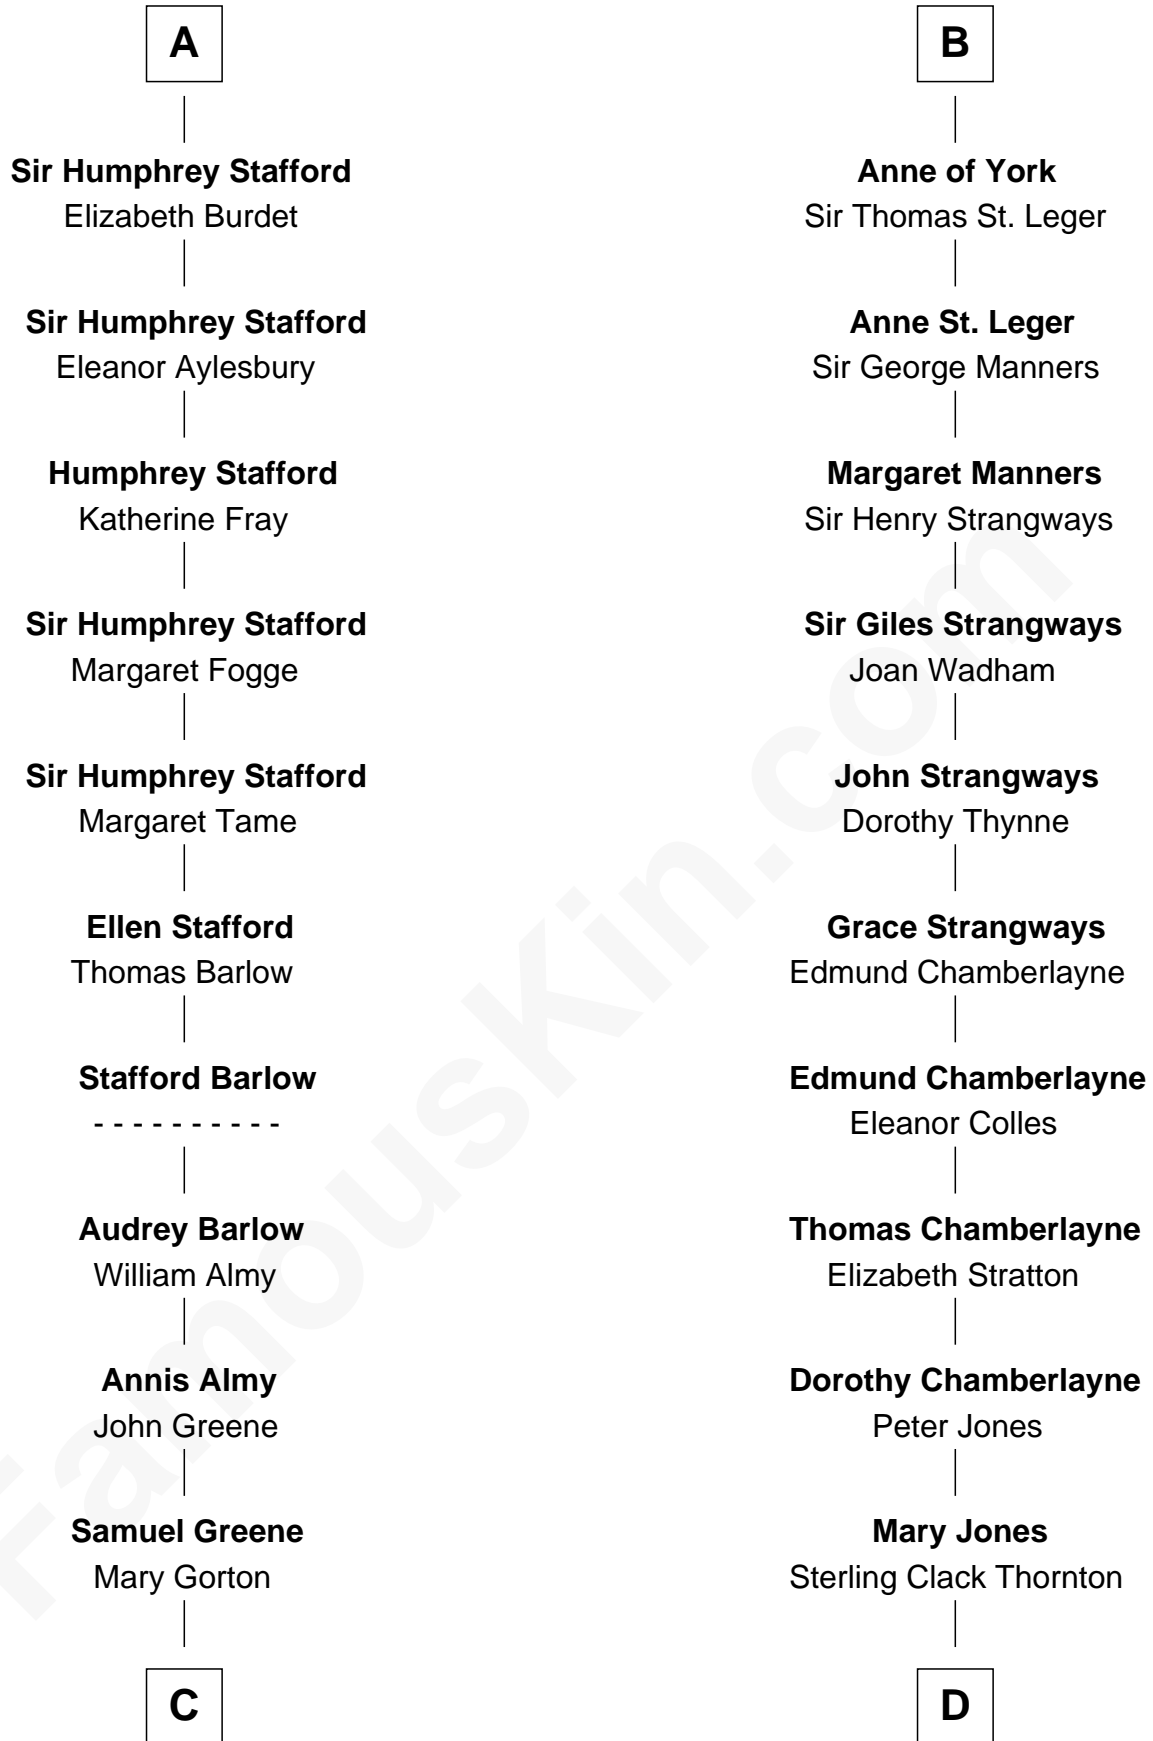 A
Sir Humphrey Stafford
Elizabeth Burdet
Sir Humphrey Stafford
Eleanor Aylesbury
Humphrey Stafford
Katherine Fray
Sir Humphrey Stafford
Margaret Fogge
Sir Humphrey Stafford
Margaret Tame
Ellen Stafford
Thomas Barlow
Stafford Barlow
- - - - - - - - - -
Audrey Barlow
William Almy
Annis Almy
John Greene
Samuel Greene
Mary Gorton
C
B
Anne of York
Sir Thomas St. Leger
Anne St. Leger
Sir George Manners
Margaret Manners
Sir Henry Strangways
Sir Giles Strangways
Joan Wadham
John Strangways
Dorothy Thynne
Grace Strangways
Edmund Chamberlayne
Edmund Chamberlayne
Eleanor Colles
Thomas Chamberlayne
Elizabeth Stratton
Dorothy Chamberlayne
Peter Jones
Mary Jones
Sterling Clack Thornton
D
FamousKin.com